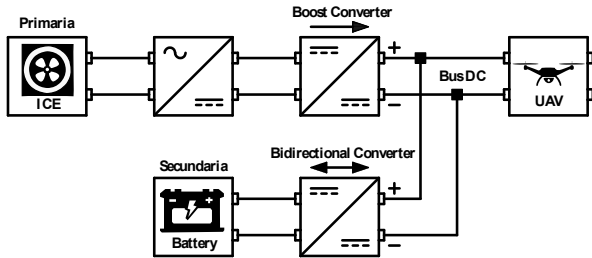 Primaria
Boost Converter
ICE
+
−
BusDC
UAV
Secundaria
Bidirectional Converter
- +
Battery
+
−